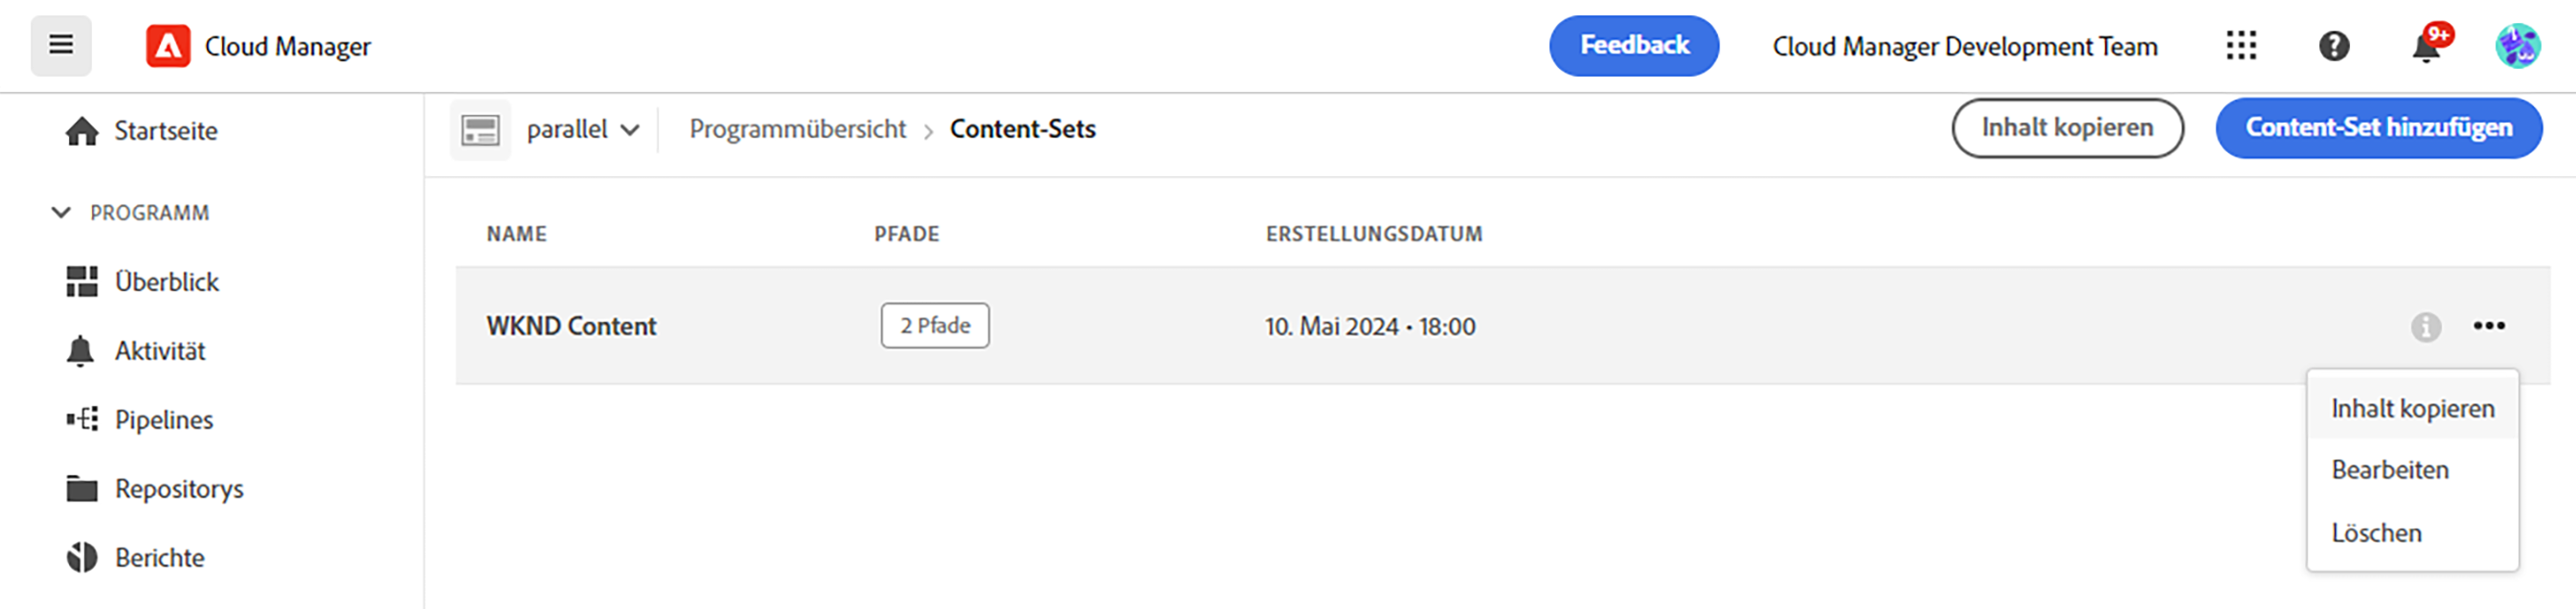 Cloud Manager
Feedback
Cloud Manager Development Team
9+
Startseite
parallel
Programmübersicht > Content-Sets
Inhalt kopieren
Content-Set hinzufügen
PROGRAMM
NAME PFADE ERSTELLUNGSDATUM
Überblick
WKND Content 2 Pfade 10. Mai 2024 • 18:00
Aktivität
Inhalt kopieren
Pipelines
Bearbeiten
Repositorys
Löschen
Berichte